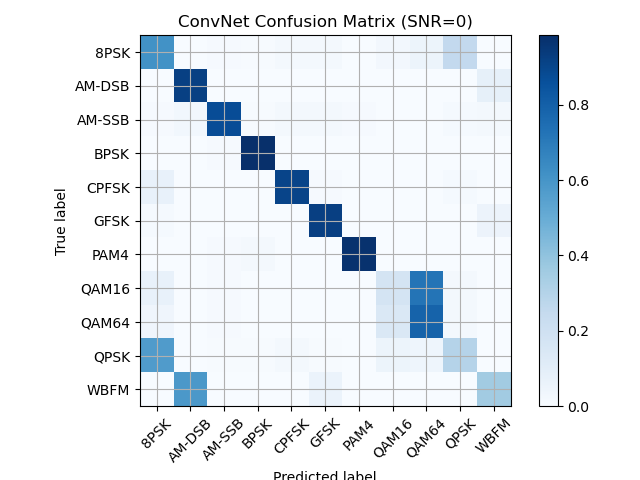 ConvNet Confusion Matrix (SNR=0)
True label
8PSK
AM-DSB
AM-SSB
BPSK
CPFSK
GFSK
PAM4
QAM16
QAM64
QPSK
WBFM
8PSK AM-DSB AM-SSB BPSK CPFSK GFSK PAM4 QAM16 QAM64 QPSK WBFM
Predicted label
0.8
0.6
0.4
0.2
0.0